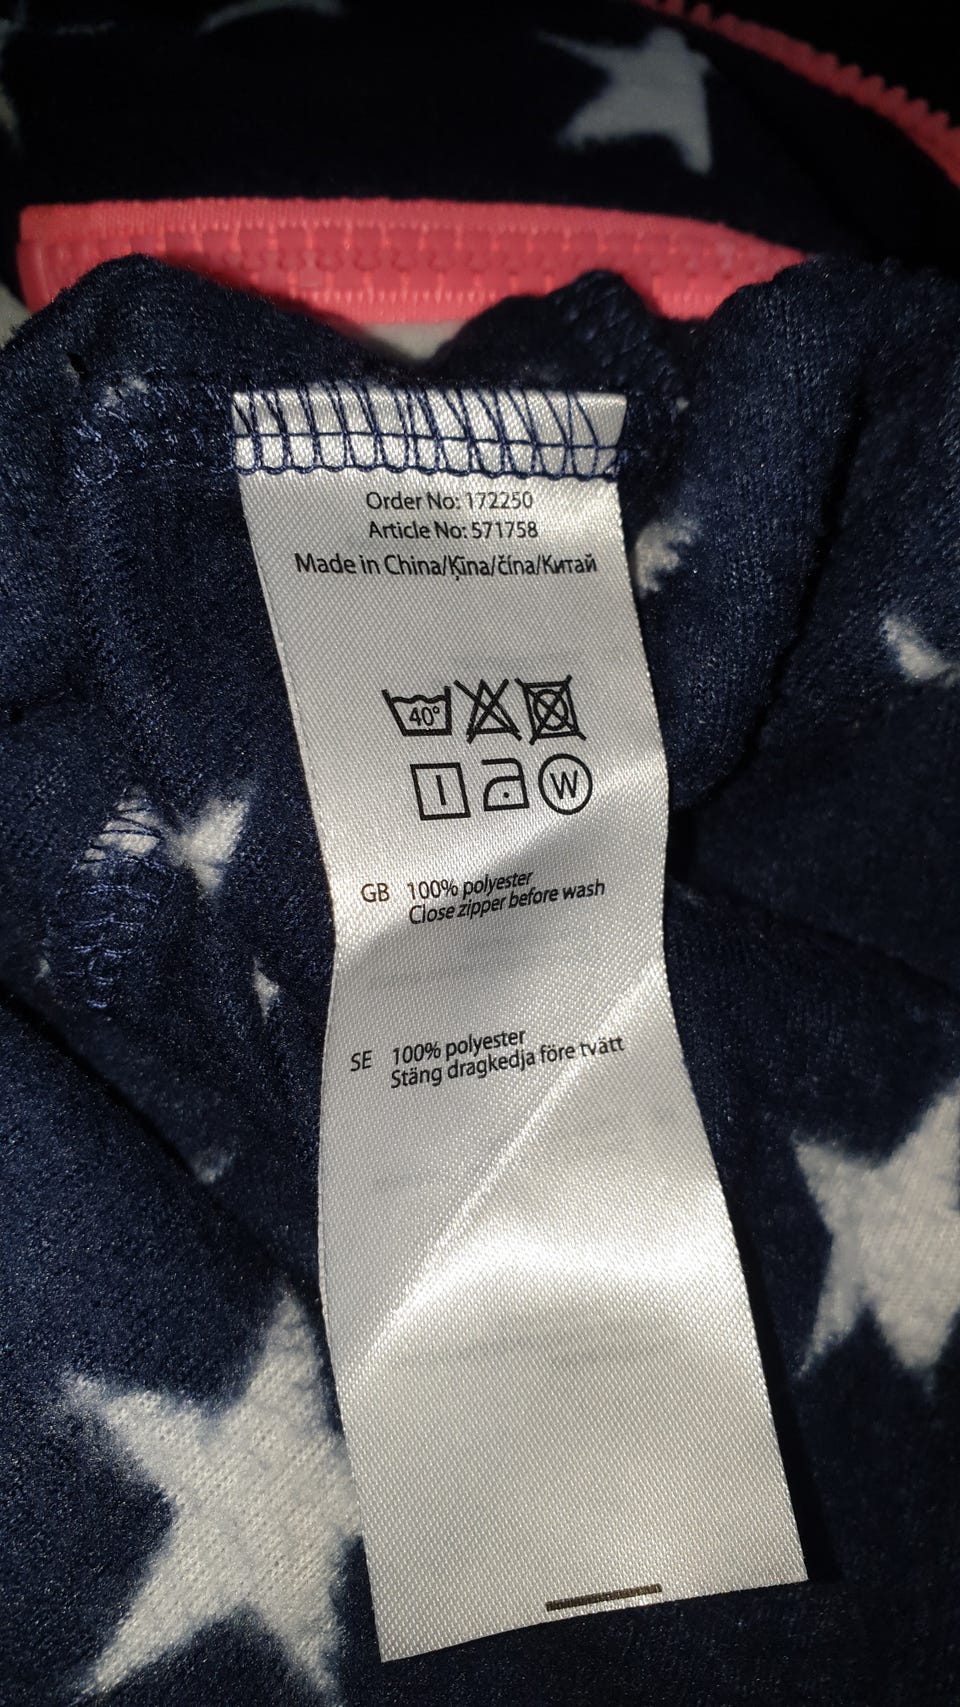 Order No: 172250
Article No: 571758
Made in China/Ķīna/čína/Китай
40°
W
GB 100% polyester
Close zipper before wash
SE 100% polyester
Stäng dragkedja före tvätt